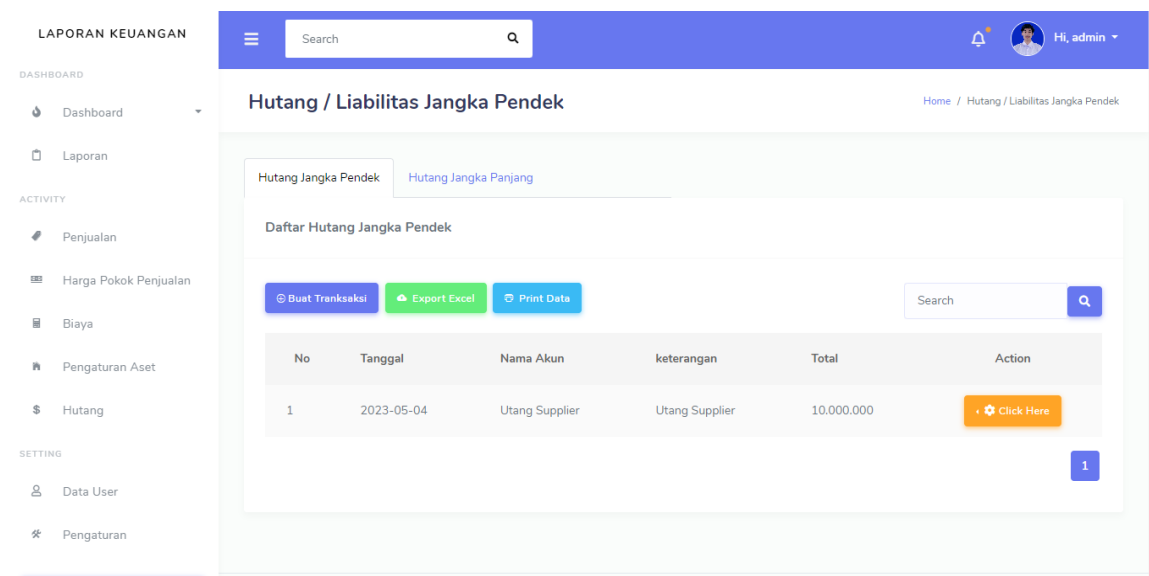 LAPORAN KEUANGAN
DASHBOARD
Dashboard
Laporan
ACTIVITY
Penjualan
Harga Pokok Penjualan
Biaya
Pengaturan Aset
Hutang
SETTING
Data User
Pengaturan
Search
Hi, admin
Hutang / Liabilitas Jangka Pendek
Home / Hutang / Liabilitas Jangka Pendek
Hutang Jangka Pendek Hutang Jangka Panjang
Daftar Hutang Jangka Pendek
Buat Tranksaksi Export Excel Print Data Search
No Tanggal Nama Akun keterangan Total Action
1 2023-05-04 Utang Supplier Utang Supplier 10.000.000 Click Here
1